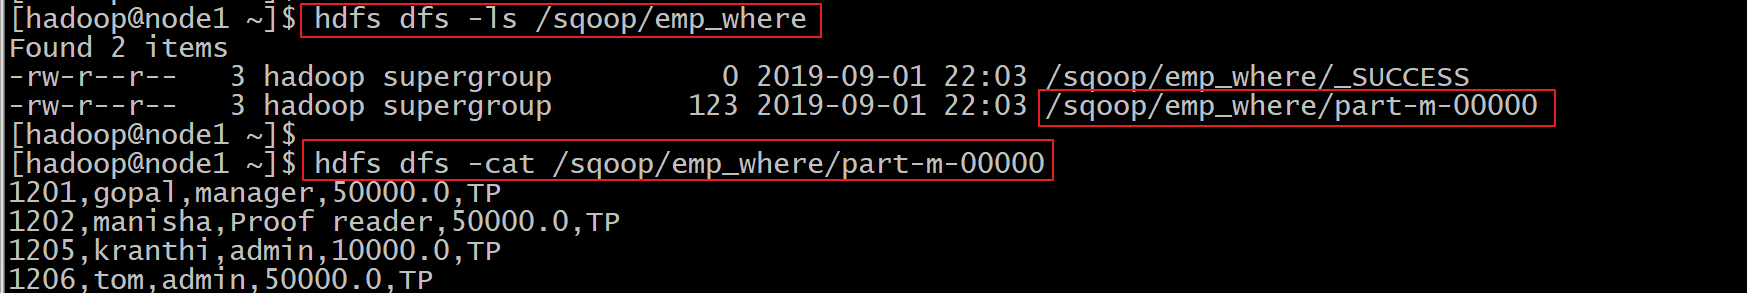 [hadoop@node1 ~]$ hdfs dfs -ls /sqoop/emp_where
Found 2 items
-rw-r--r--   3 hadoop supergroup          0 2019-09-01 22:03 /sqoop/emp_where/_SUCCESS
-rw-r--r--   3 hadoop supergroup        123 2019-09-01 22:03 /sqoop/emp_where/part-m-00000
[hadoop@node1 ~]$
[hadoop@node1 ~]$ hdfs dfs -cat /sqoop/emp_where/part-m-00000
1201,gopal,manager,50000.0,TP
1202,manisha,Proof reader,50000.0,TP
1205,kranthi,admin,10000.0,TP
1206,tom,admin,50000.0,TP